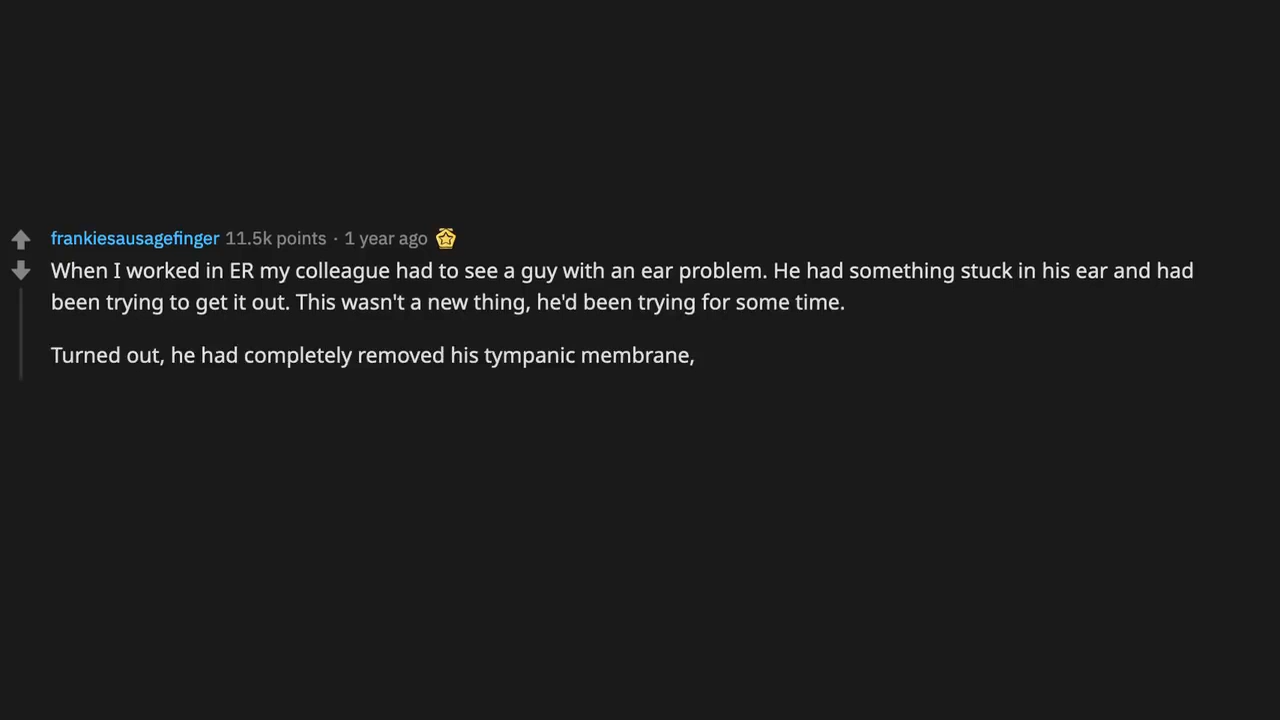 frankiesausagefinger 11.5k points · 1 year ago
When I worked in ER my colleague had to see a guy with an ear problem. He had something stuck in his ear and had
been trying to get it out. This wasn't a new thing, he'd been trying for some time.
Turned out, he had completely removed his tympanic membrane,